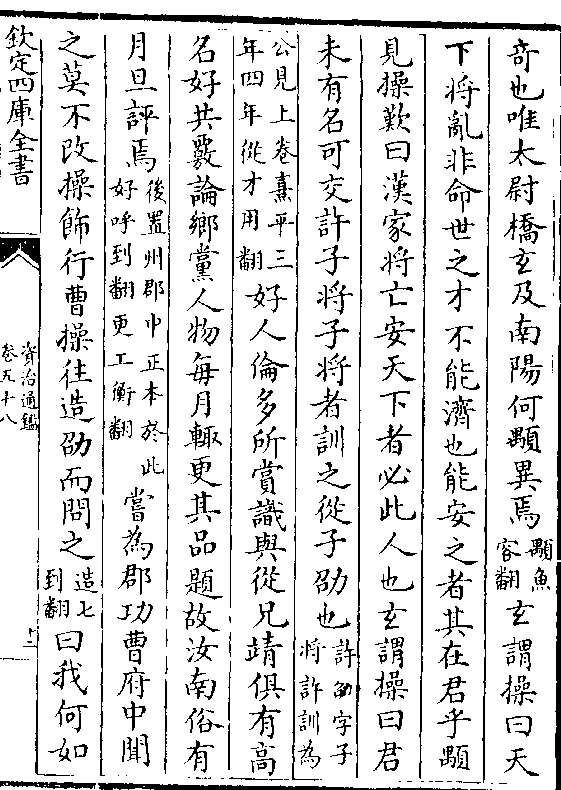 奇也唯太尉橋玄及南陽何顒異焉顒魚容翻玄謂操曰天
下将亂非命世之才不能濟也能安之者其在君乎顒
見操歎曰漢家将亡安天下者必此人也玄謂操曰君
未有名可交許子将子将者訓之從子劭也許劭字子将許訓為
公見上卷熹平三年四年從才用翻好人倫多所賞識與從兄靖俱有高
名好共覈論鄉黨人物每月輙更其品題故汝南俗有
月旦評焉後置州郡中正本於此好呼到翻更工衡翻嘗為郡功曹府中聞
之莫不改操飾行曹操往造劭而問之造七到翻曰我何如
欽定四庫全書
資治通鑑
卷五十八